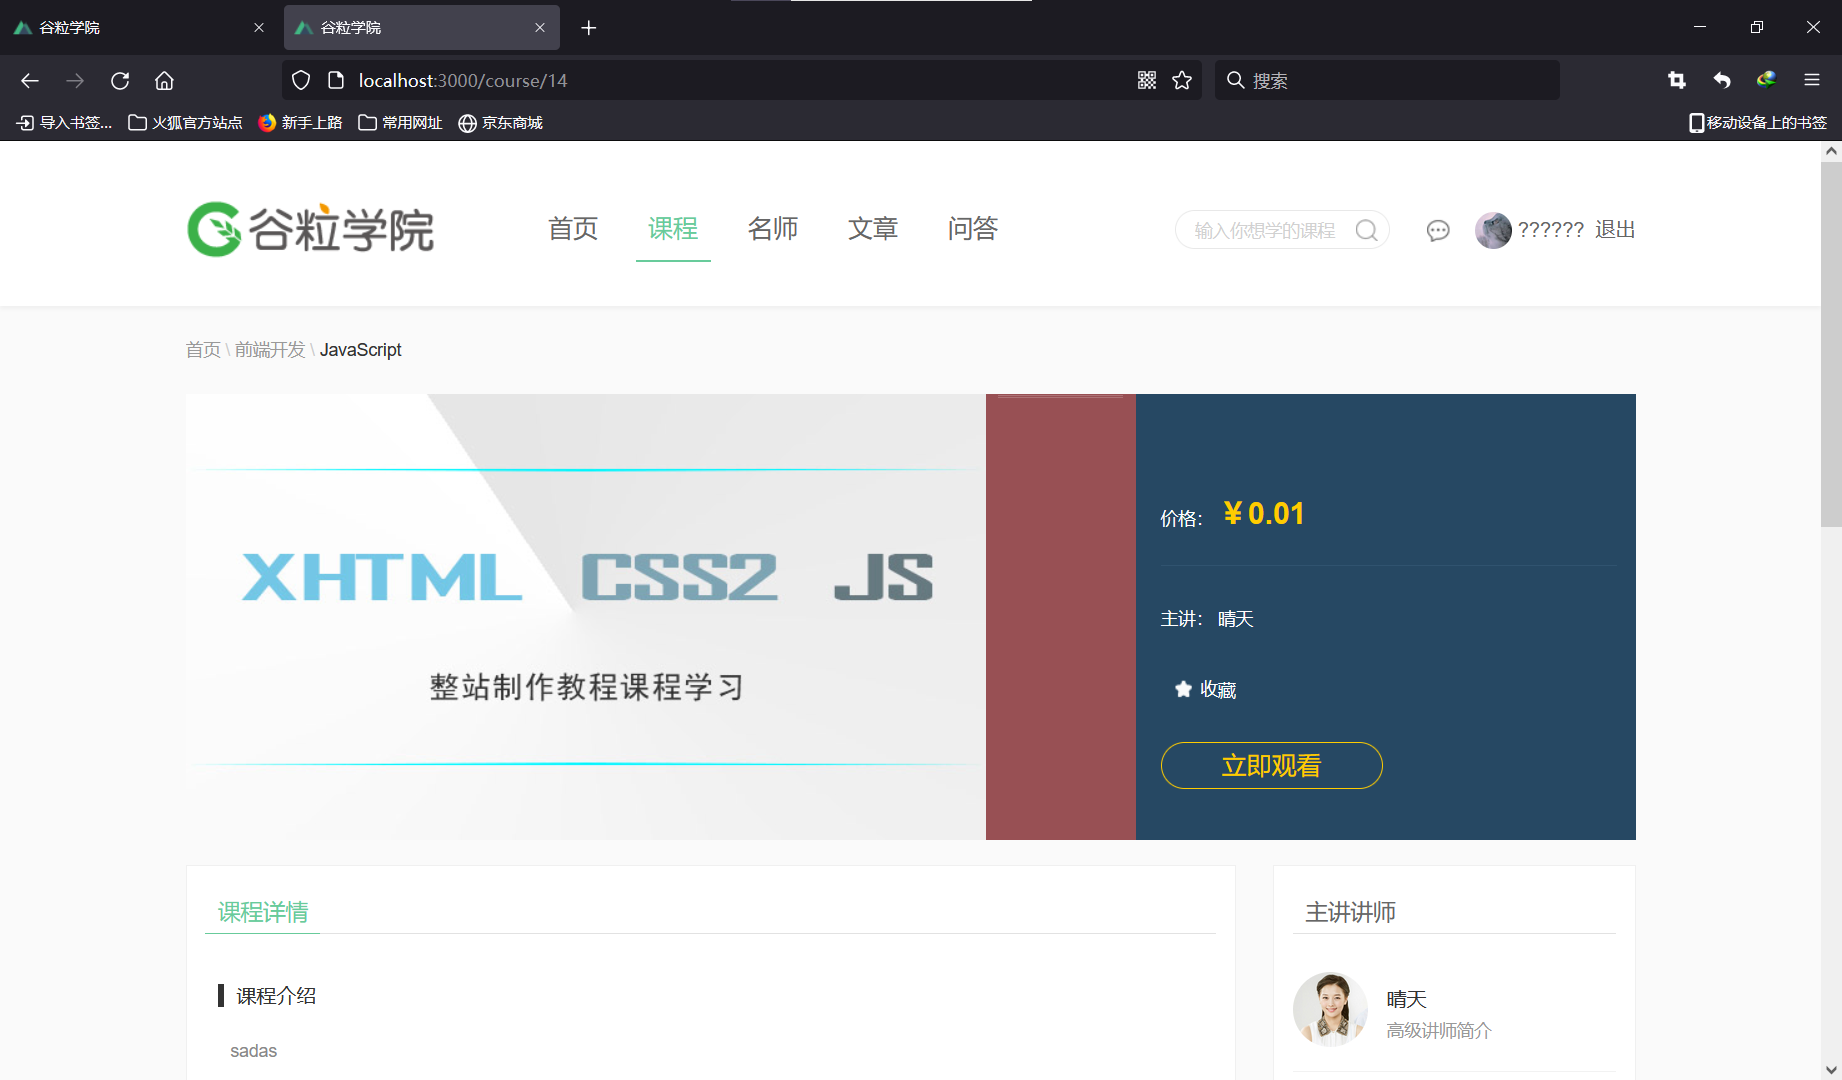 谷粒学院
谷粒学院
localhost:3000/course/14
搜索
导入书签...
火狐官方站点
新手上路
常用网址
京东商城
移动设备上的书签
谷粒学院
首页
课程
名师
文章
问答
输入你想学的课程
??????
退出
首页 \ 前端开发 \ JavaScript
XHTML CSS2 JS
整站制作教程课程学习
价格： ￥0.01
主讲： 晴天
收藏
立即观看
课程详情
课程介绍
sadas
主讲讲师
晴天
高级讲师简介